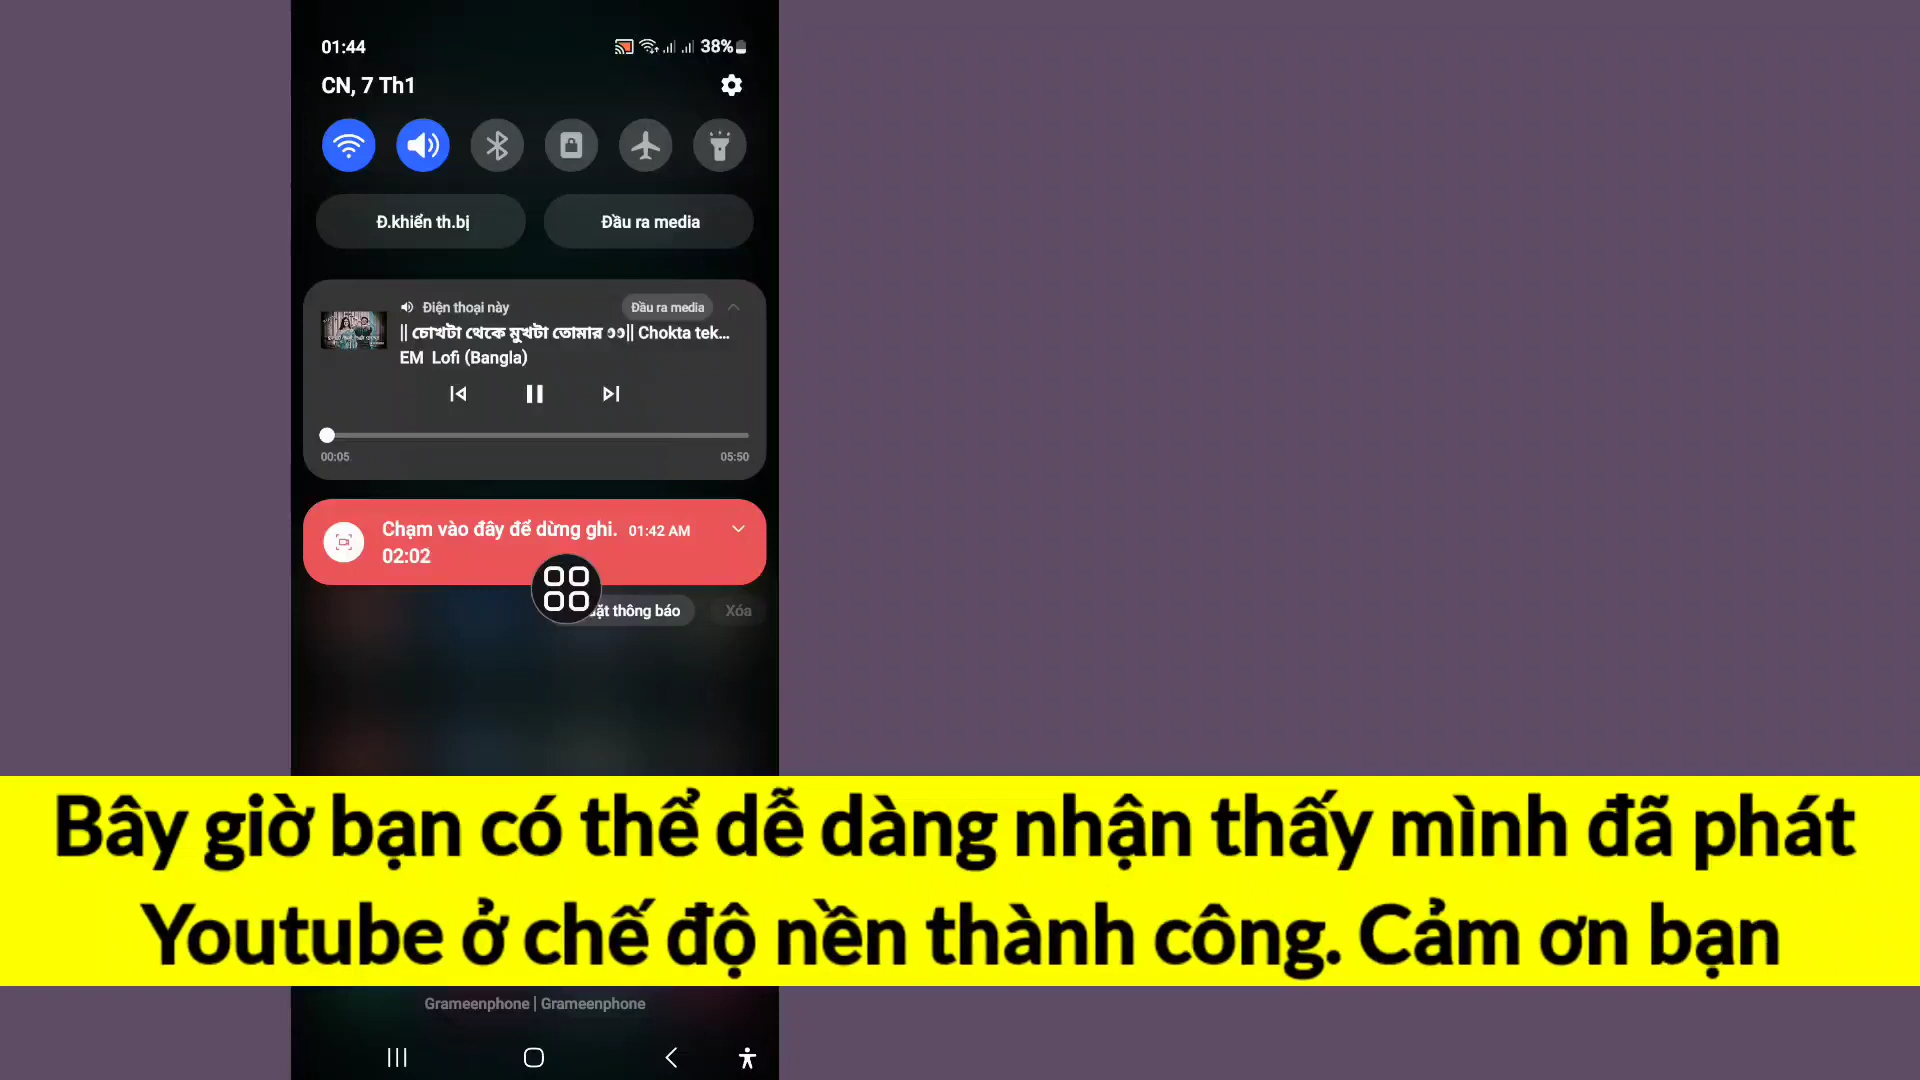 01:44
38%
CN, 7 Th1
Đ.khiển th.bị
Đầu ra media
Điện thoại này
Đầu ra media
|| চোখটা থেকে মুখটা তোমার 👀|| Chokta tek...
EM Lofi (Bangla)
00:05
05:50
Chạm vào đây để dừng ghi. 01:42 AM
02:02
đặt thông báo
Xóa
Bây giờ bạn có thể dễ dàng nhận thấy mình đã phát
Youtube ở chế độ nền thành công. Cảm ơn bạn
Grameenphone | Grameenphone